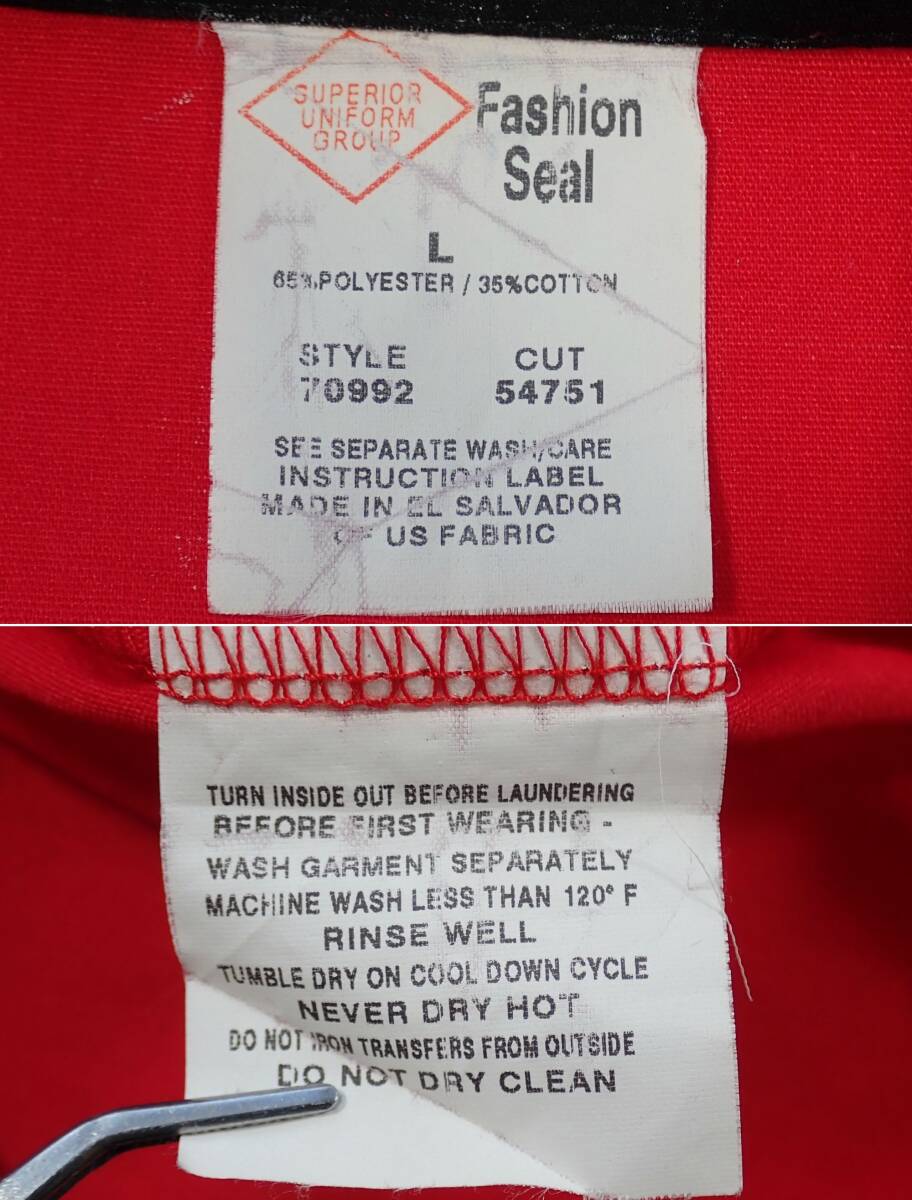 SUPERIOR
UNIFORM
GROUP
Fashion
Seal
L
65%POLYESTER / 35%COTTON
STYLE CUT
70992 54751
SEE SEPARATE WASH/CARE
INSTRUCTION LABEL
MADE IN EL SALVADOR
OF US FABRIC
TURN INSIDE OUT BEFORE LAUNDERING
BEFORE FIRST WEARING -
WASH GARMENT SEPARATELY
MACHINE WASH LESS THAN 120° F
RINSE WELL
TUMBLE DRY ON COOL DOWN CYCLE
NEVER DRY HOT
DO NOT IRON TRANSFERS FROM OUTSIDE
DO NOT DRY CLEAN